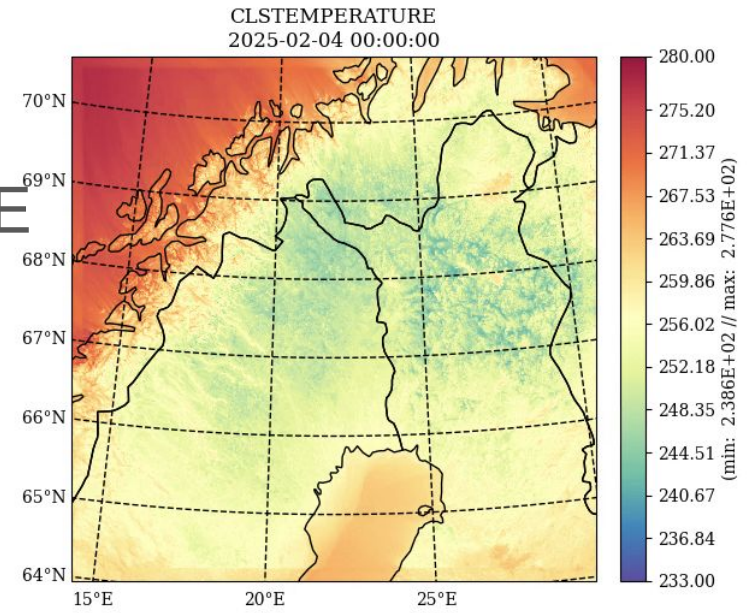 CLSTEMPERATURE
2025-02-04 00:00:00
E
70°N
69°N
68°N
67°N
66°N
65°N
64°N
15°E
20°E
25°E
280.00
275.20
271.37
267.53
263.69
259.86
256.02
252.18
248.35
244.51
240.67
236.84
233.00
(min: 2.386E+02 // max: 2.776E+02)